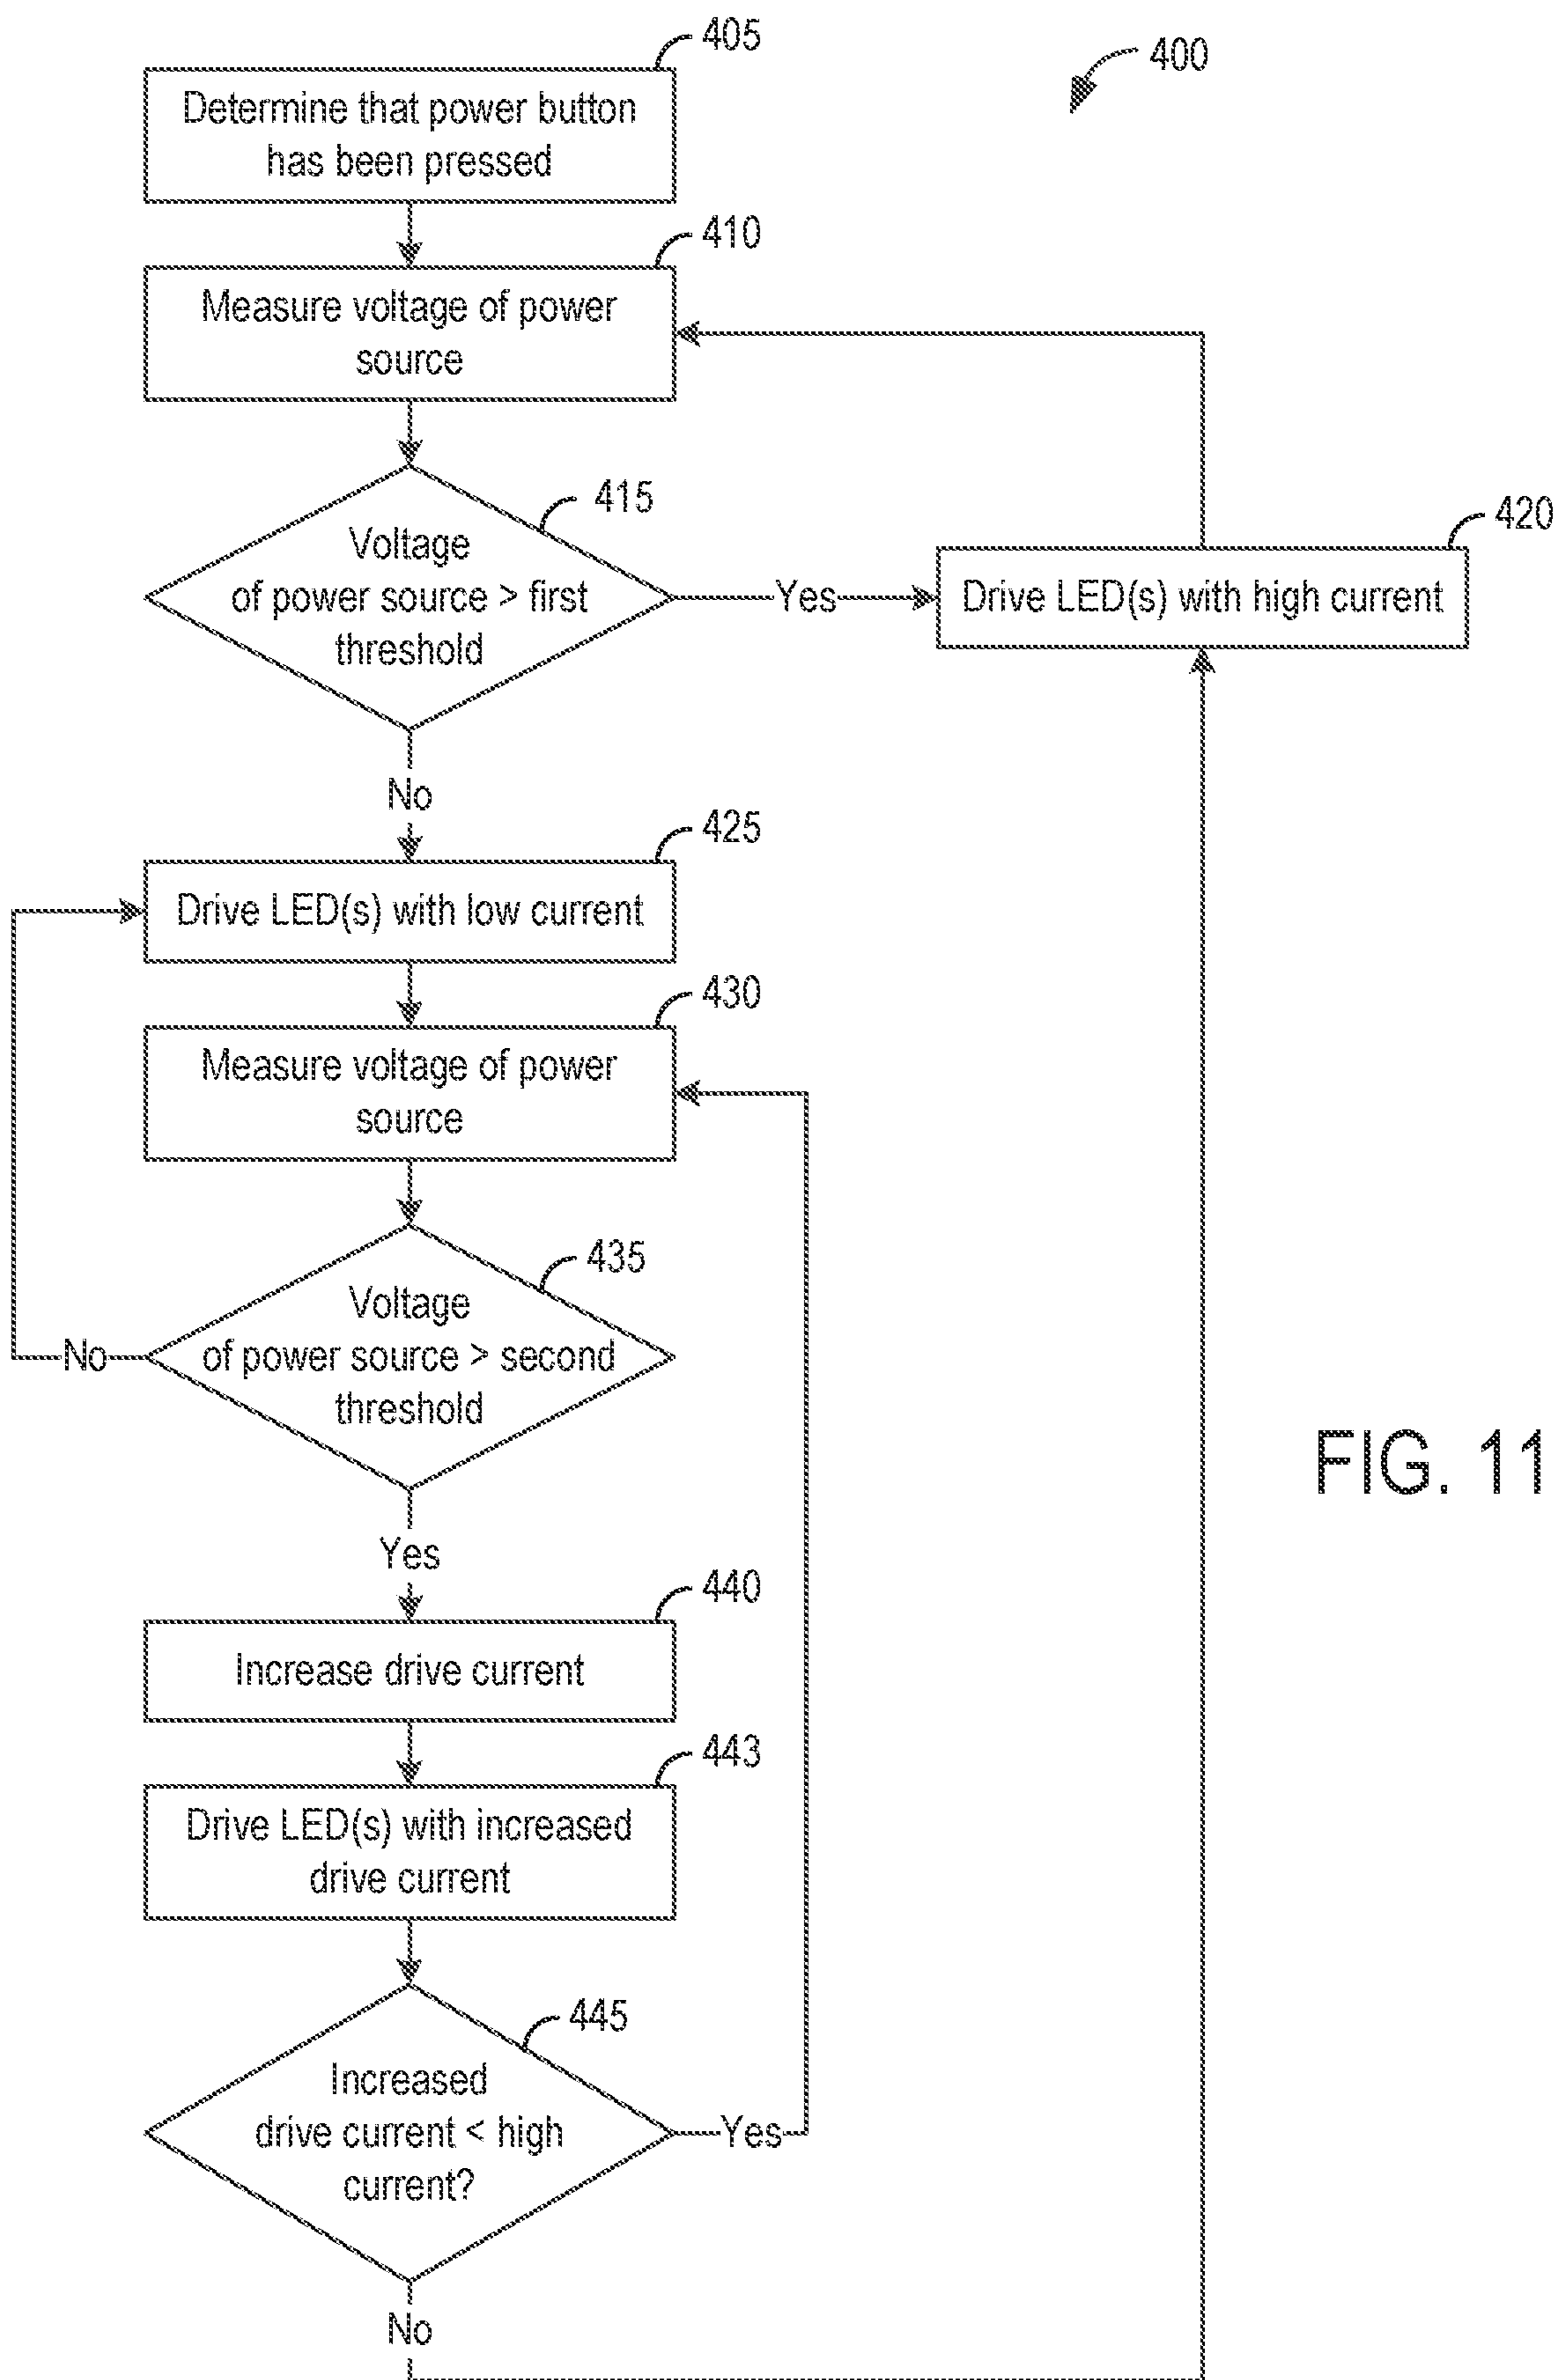 405
400
Determine that power button
has been pressed
410
Measure voltage of power
source
415
Voltage
of power source > first
threshold
Yes
420
Drive LED(s) with high current
No
425
Drive LED(s) with low current
430
Measure voltage of power
source
435
Voltage
of power source > second
threshold
No
FIG. 11
Yes
440
Increase drive current
443
Drive LED(s) with increased
drive current
445
Increased
drive current < high
current?
Yes
No